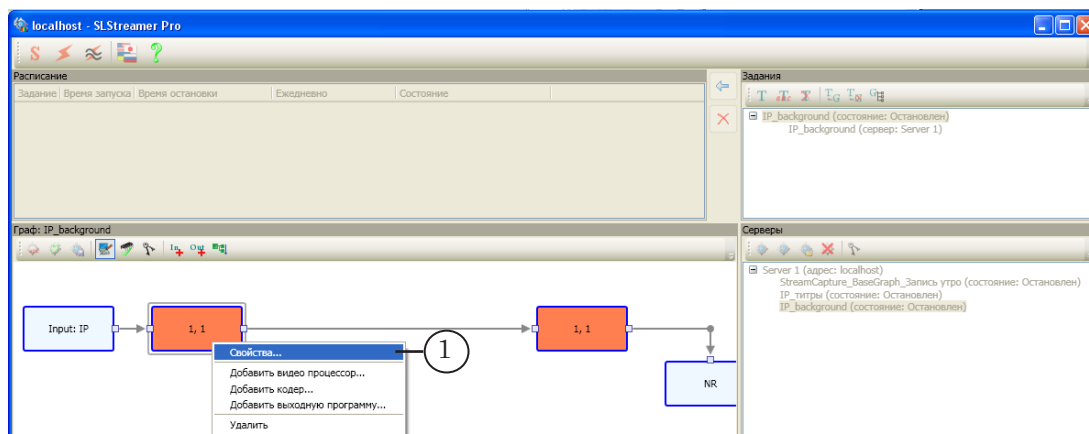 localhost - SLStreamer Pro
Расписание
Задание Время запуска Время остановки Ежедневно Состояние
Задания
IP_background (состояние: Остановлен)
IP_background (сервер: Server 1)
Граф: IP_background
In Out
Серверы
Server 1 (адрес: localhost)
StreamCapture_BaseGraph_Запись утро (состояние: Остановлен)
IP_титры (состояние: Остановлен)
IP_background (состояние: Остановлен)
Input: IP
1, 1
1, 1
NR
Свойства...
1
Добавить видео процессор...
Добавить кодер...
Добавить выходную программу...
Удалить